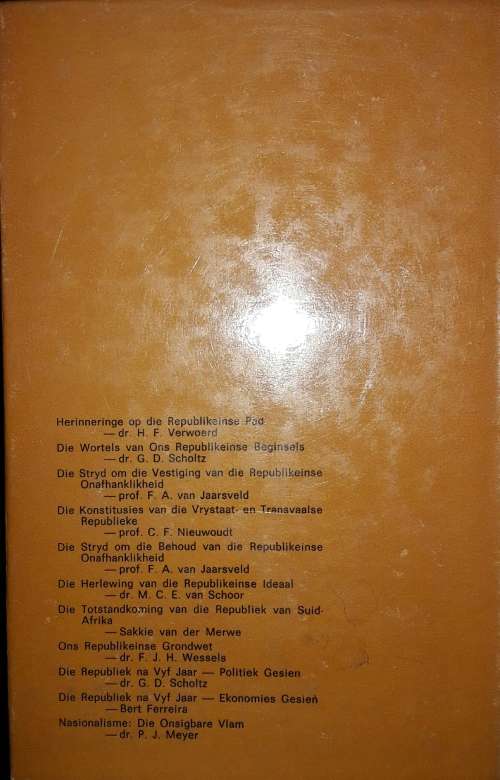 Herinneringe op die Republikeinse Pad
— dr. H. F. Verwoerd
Die Wortels van Ons Republikeinse Beginsels
— dr. G. D. Scholtz
Die Stryd om die Vestiging van die Republikeinse
Onafhanklikheid
— prof. F. A. van Jaarsveld
Die Konstitusies van die Vrystaat- en Transvaalse
Republieke
— prof. C. F. Nieuwoudt
Die Stryd om die Behoud van die Republikeinse
Onafhanklikheid
— prof. F. A. van Jaarsveld
Die Herlewing van die Republikeinse Ideaal
— dr. M. C. E. van Schoor
Die Totstandkoming van die Republiek van Suid-
Afrika
— Sakkie van der Merwe
Ons Republikeinse Grondwet
— dr. F. J. H. Wessels
Die Republiek na Vyf Jaar — Politiek Gesien
— dr. G. D. Scholtz
Die Republiek na Vyf Jaar — Ekonomies Gesien
— Bert Ferreira
Nasionalisme: Die Onsigbare Vlam
— dr. P. J. Meyer